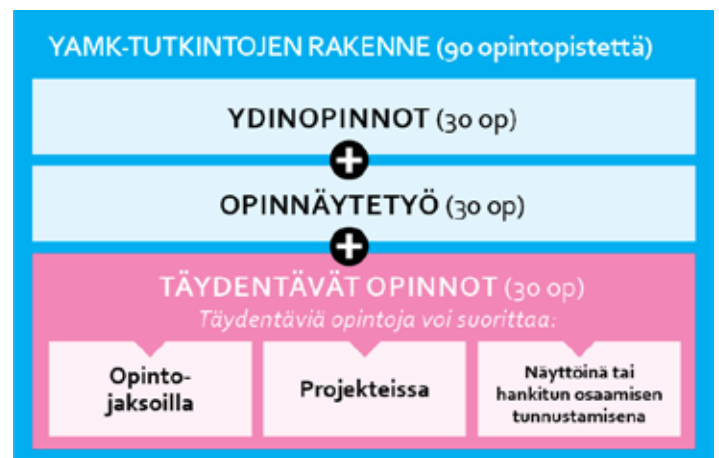 YAMK-TUTKINTOJEN RAKENNE (90 opintopistettä)
YDINOPINNOT (30 op)
+
OPINNÄYTETYÖ (30 op)
+
TÄYDENTÄVÄT OPINNOT (30 op)
Täydentäviä opintoja voi suorittaa:
Opinto-
jaksoilla
Projekteissa
Näyttöinä tai
hankitun osaamisen
tunnustamisena